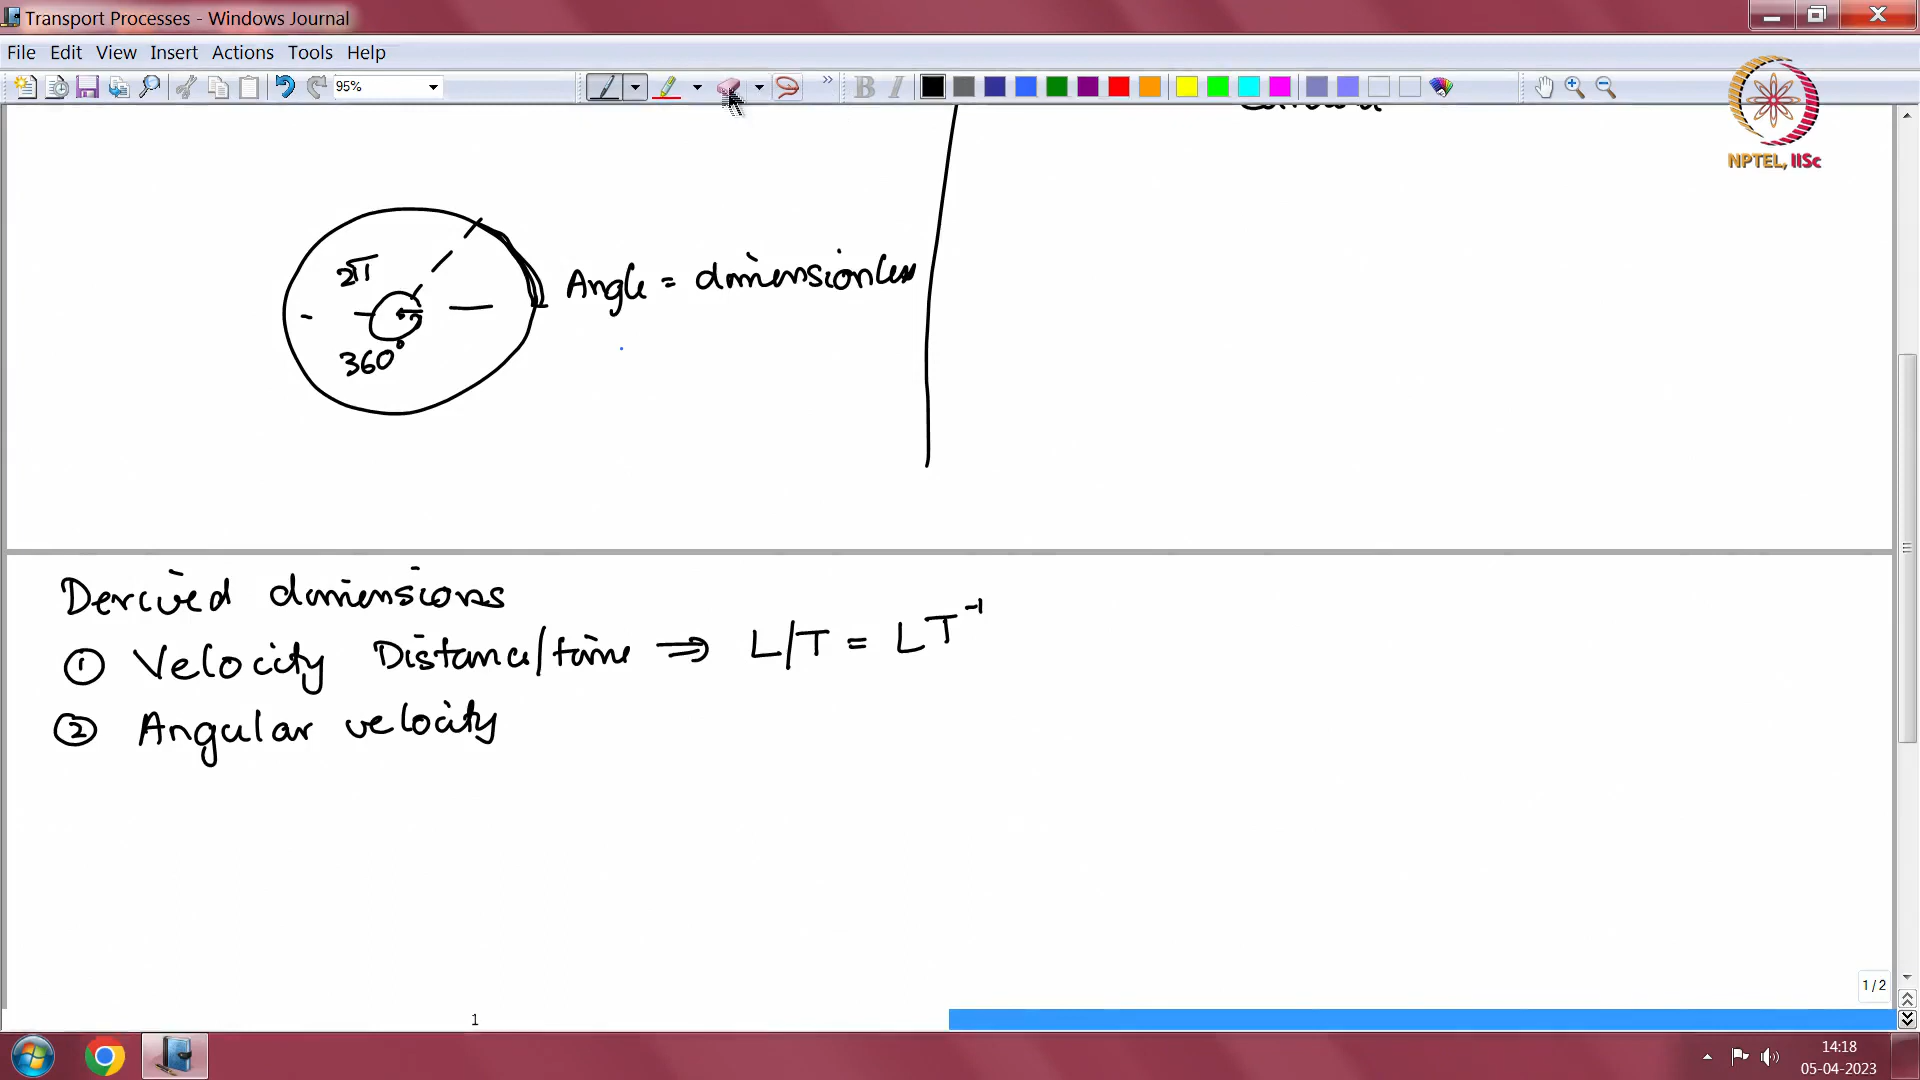 Transport Processes - Windows Journal
File Edit View Insert Actions Tools Help
95%
NPTEL, IISc
2π
Angle = dimensionless
360°
Derived dimensions
① Velocity Distance/time ⇒ L/T = LT⁻¹
② Angular velocity
1 / 2
1
14:18
05-04-2023